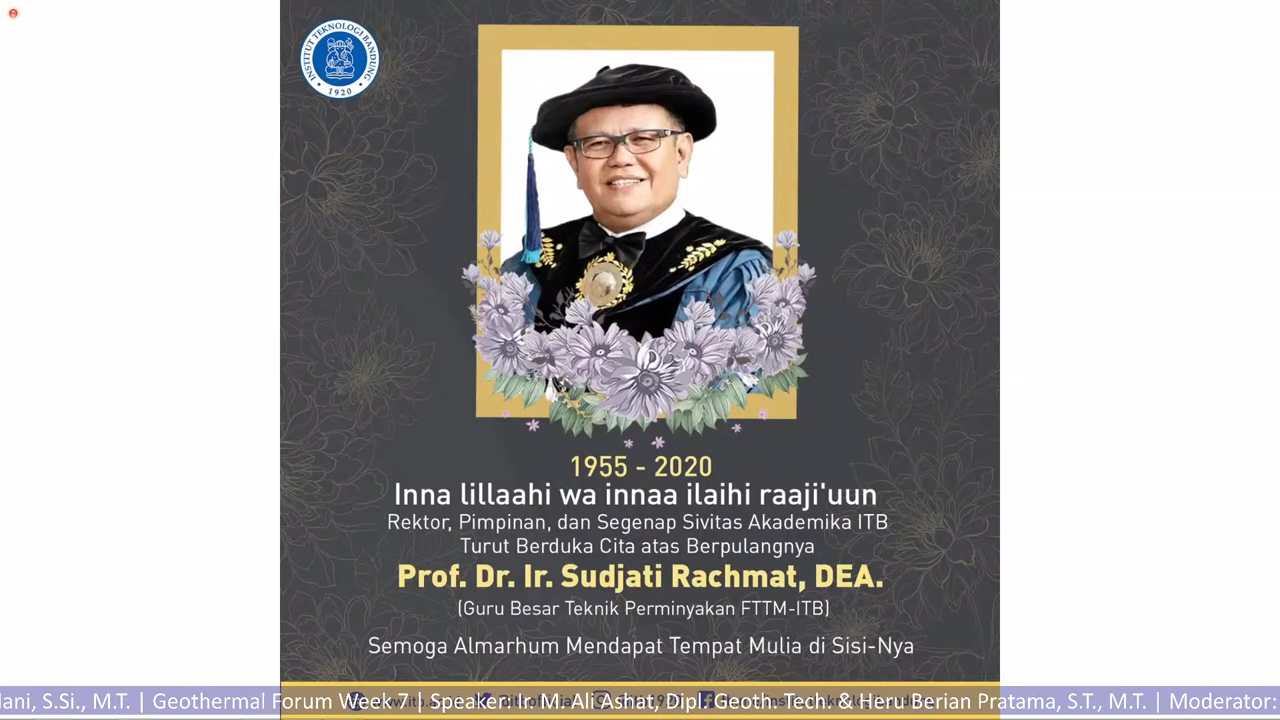 INSTITUT TEKNOLOGI BANDUNG
1920
1955 - 2020
Inna lillaahi wa innaa ilaihi raaji'uun
Rektor, Pimpinan, dan Segenap Sivitas Akademika ITB
Turut Berduka Cita atas Berpulangnya
Prof. Dr. Ir. Sudjati Rachmat, DEA.
(Guru Besar Teknik Perminyakan FTTM-ITB)
Semoga Almarhum Mendapat Tempat Mulia di Sisi-Nya
lani, S.Si., M.T. | Geothermal Forum Week 7 | Speaker: Ir. M. Ali Ashat, Dipl. Geoth. Tech. & Heru Berian Pratama, S.T., M.T. | Moderator: